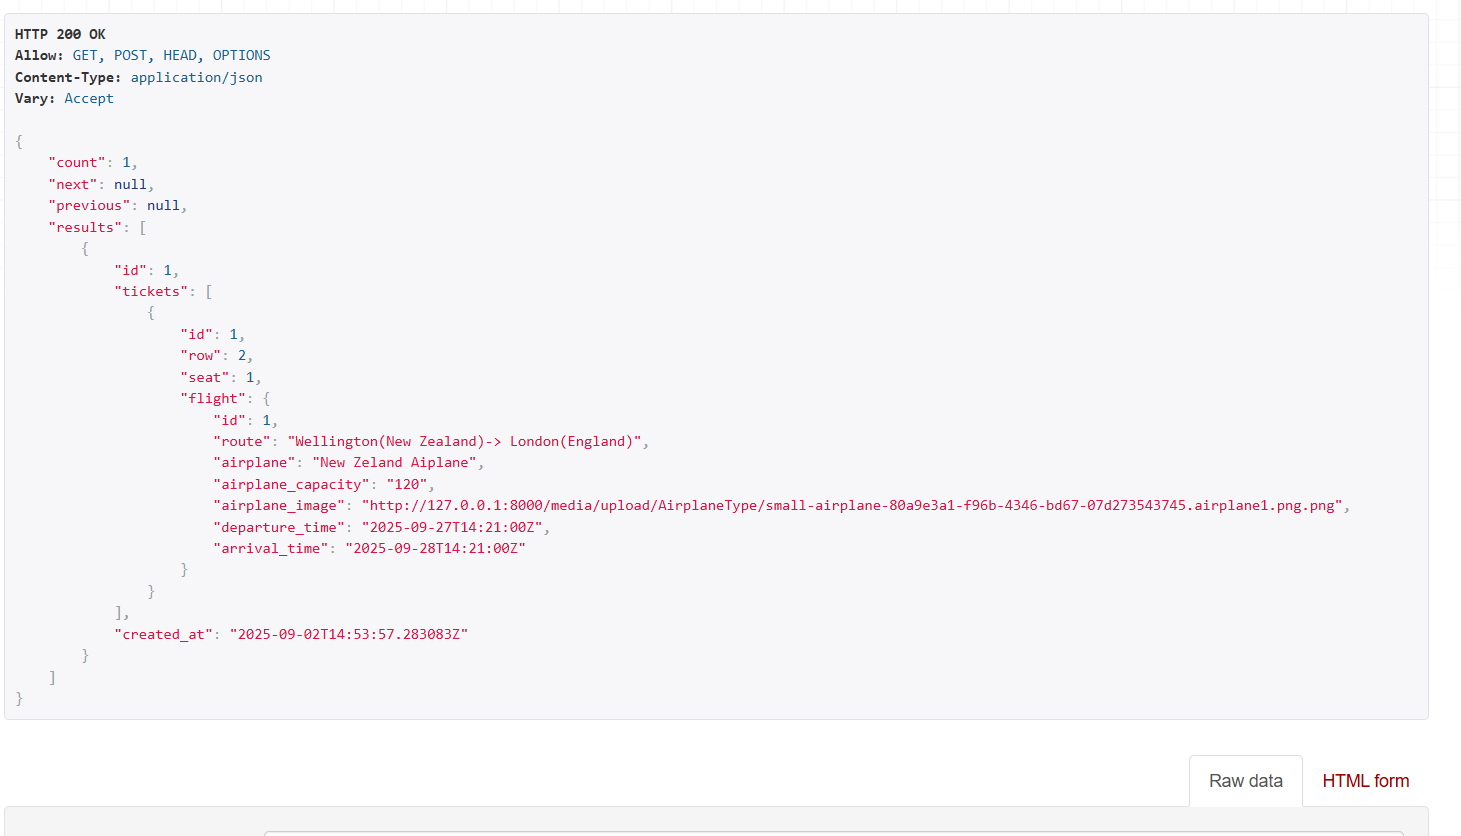 HTTP 200 OK
Allow: GET, POST, HEAD, OPTIONS
Content-Type: application/json
Vary: Accept
{
    "count": 1,
    "next": null,
    "previous": null,
    "results": [
        {
            "id": 1,
            "tickets": [
                {
                    "id": 1,
                    "row": 2,
                    "seat": 1,
                    "flight": {
                        "id": 1,
                        "route": "Wellington(New Zealand)-> London(England)",
                        "airplane": "New Zeland Aiplane",
                        "airplane_capacity": "120",
                        "airplane_image": "http://127.0.0.1:8000/media/upload/AirplaneType/small-airplane-80a9e3a1-f96b-4346-bd67-07d273543745.airplane1.png.png",
                        "departure_time": "2025-09-27T14:21:00Z",
                        "arrival_time": "2025-09-28T14:21:00Z"
                    }
                }
            ],
            "created_at": "2025-09-02T14:53:57.283083Z"
        }
    ]
}
Raw data
HTML form